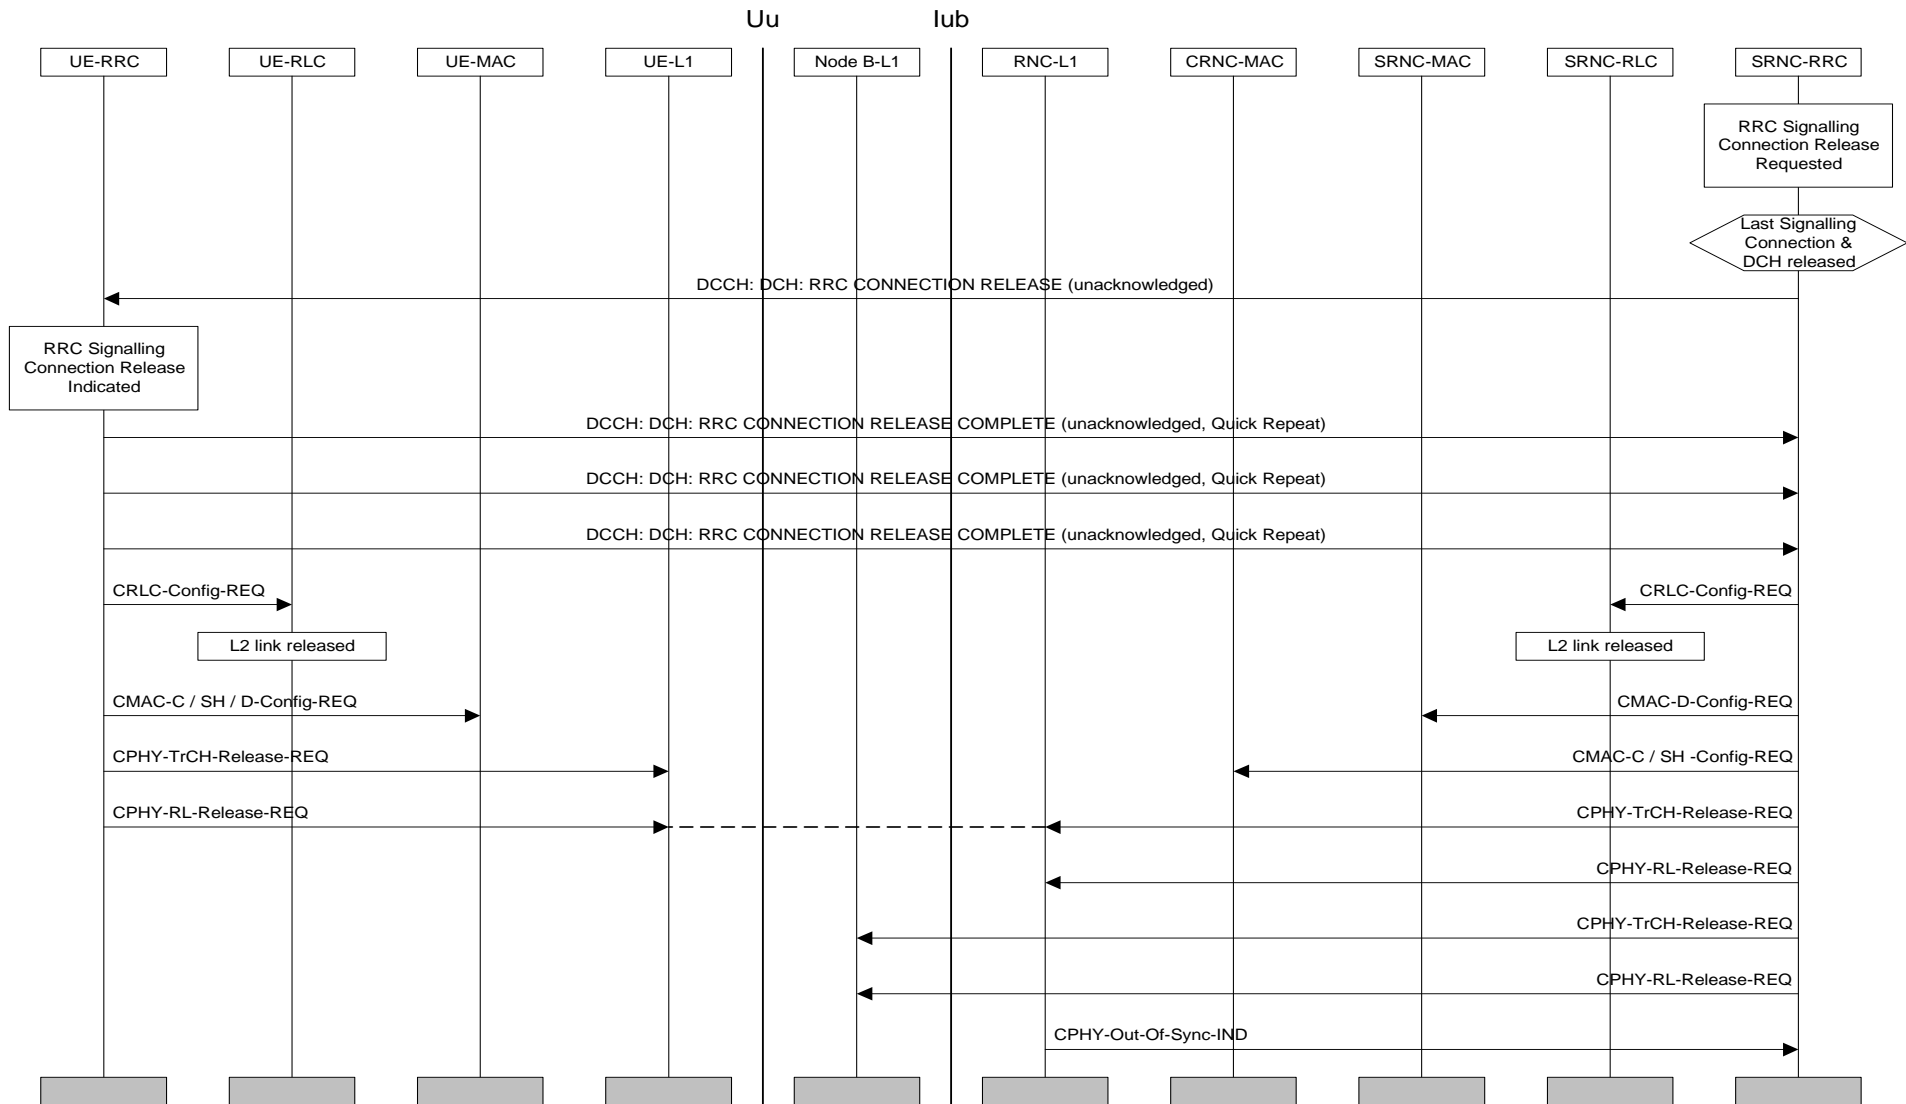 Uu
Iub
UE-RRC
UE-RLC
UE-MAC
UE-L1
Node B-L1
RNC-L1
CRNC-MAC
SRNC-MAC
SRNC-RLC
SRNC-RRC
RRC Signalling
Connection Release
Requested
Last Signalling
Connection &
DCH released
DCCH: DCH: RRC CONNECTION RELEASE (unacknowledged)
RRC Signalling
Connection Release
Indicated
DCCH: DCH: RRC CONNECTION RELEASE COMPLETE (unacknowledged, Quick Repeat)
DCCH: DCH: RRC CONNECTION RELEASE COMPLETE (unacknowledged, Quick Repeat)
DCCH: DCH: RRC CONNECTION RELEASE COMPLETE (unacknowledged, Quick Repeat)
CRLC-Config-REQ
CRLC-Config-REQ
L2 link released
L2 link released
CMAC-C / SH / D-Config-REQ
CMAC-D-Config-REQ
CPHY-TrCH-Release-REQ
CMAC-C / SH -Config-REQ
CPHY-RL-Release-REQ
CPHY-TrCH-Release-REQ
CPHY-RL-Release-REQ
CPHY-TrCH-Release-REQ
CPHY-RL-Release-REQ
CPHY-Out-Of-Sync-IND